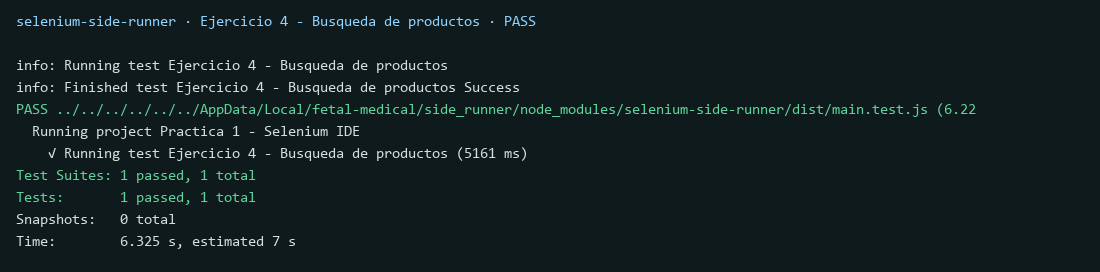 selenium-side-runner · Ejercicio 4 - Busqueda de productos · PASS
info: Running test Ejercicio 4 - Busqueda de productos
info: Finished test Ejercicio 4 - Busqueda de productos Success
PASS ../../../../../../AppData/Local/fetal-medical/side_runner/node_modules/selenium-side-runner/dist/main.test.js (6.22
Running project Practica 1 - Selenium IDE
√ Running test Ejercicio 4 - Busqueda de productos (5161 ms)
Test Suites: 1 passed, 1 total
Tests:       1 passed, 1 total
Snapshots:   0 total
Time:        6.325 s, estimated 7 s